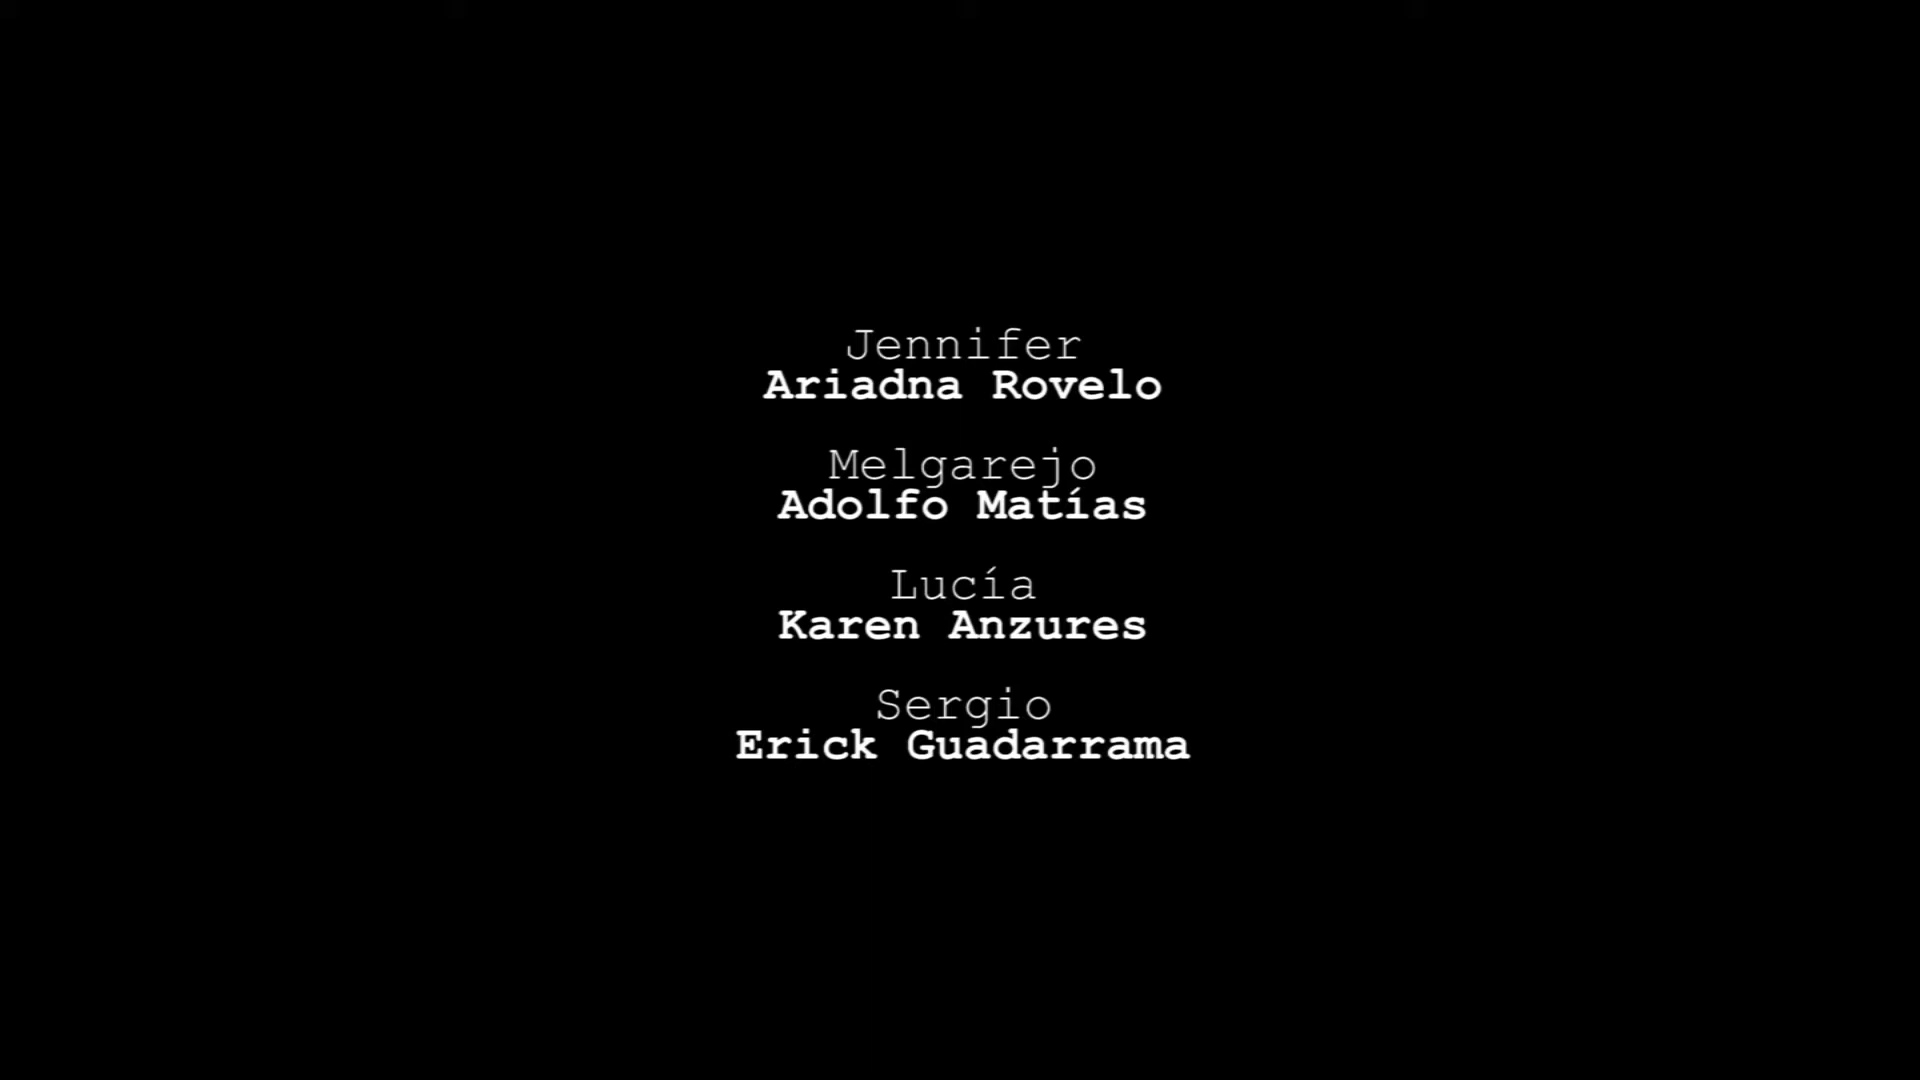 Jennifer
Ariadna Rovelo
Melgarejo
Adolfo Matías
Lucía
Karen Anzures
Sergio
Erick Guadarrama